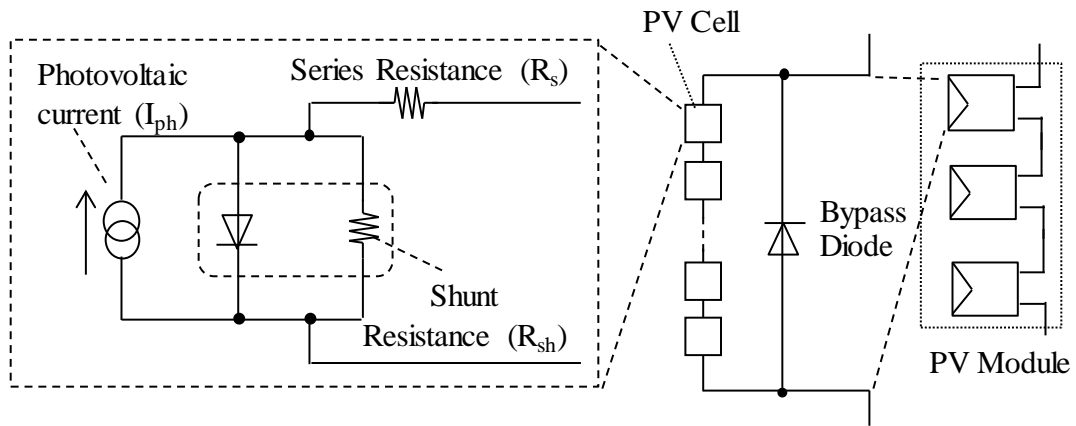 PV Cell
Photovoltaic
current (I_ph)
Series Resistance (R_s)
Bypass
Diode
Shunt
Resistance (R_sh)
PV Module